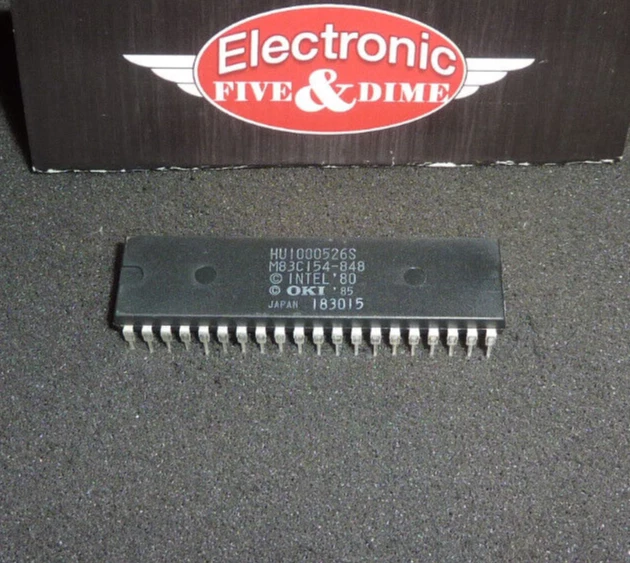 Electronic
FIVE & DIME
HU1000526S
M83C154-848
© INTEL '80
© OKI '85
JAPAN 183015